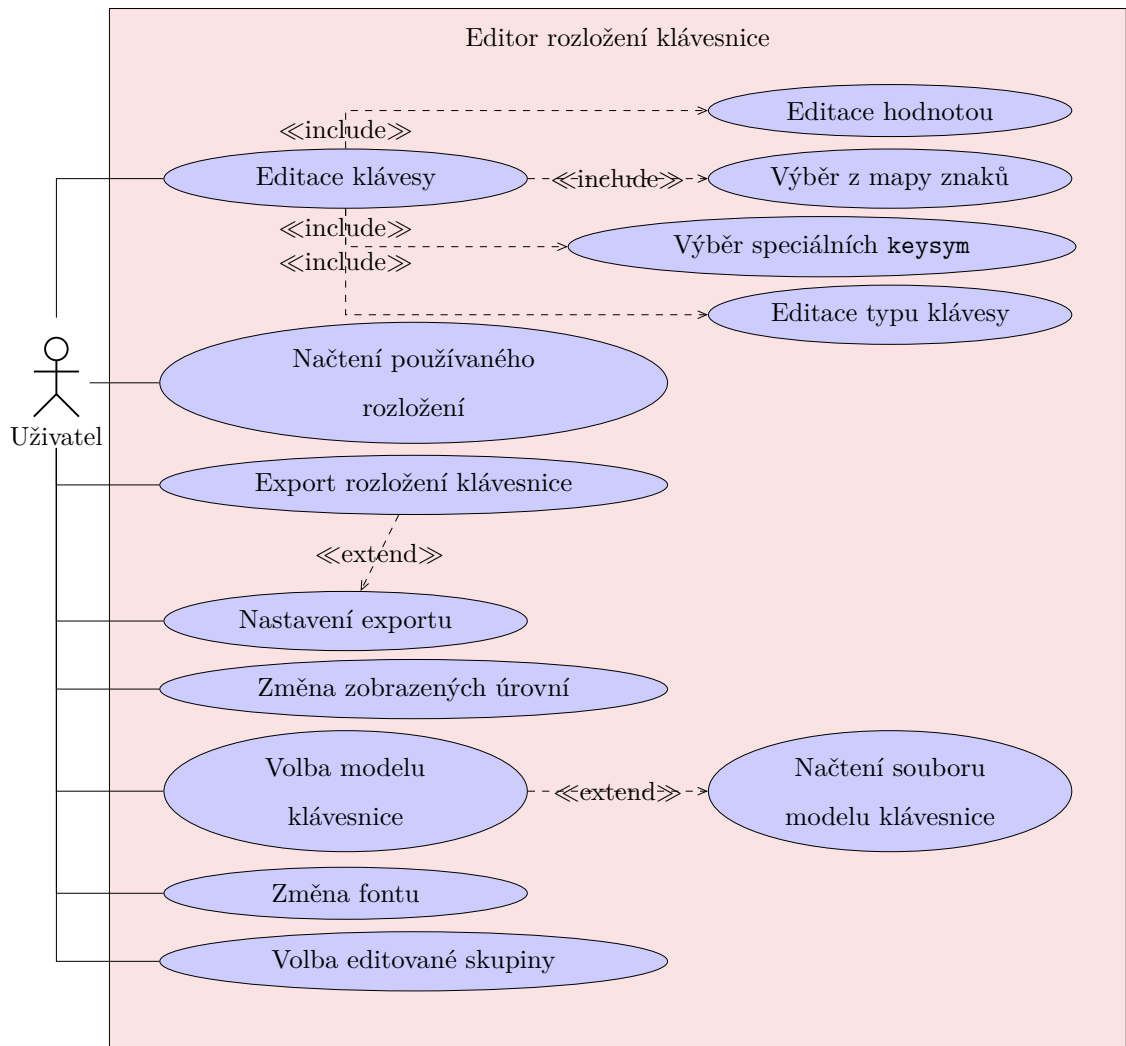 Editor rozložení klávesnice
Editace hodnotou
≪include≫
Editace klávesy
≪include≫
Výběr z mapy znaků
≪include≫
Výběr speciálních keysym
≪include≫
Editace typu klávesy
Načtení používaného
rozložení
Uživatel
Export rozložení klávesnice
≪extend≫
Nastavení exportu
Změna zobrazených úrovní
Volba modelu
klávesnice
≪extend≫
Načtení souboru
modelu klávesnice
Změna fontu
Volba editované skupiny